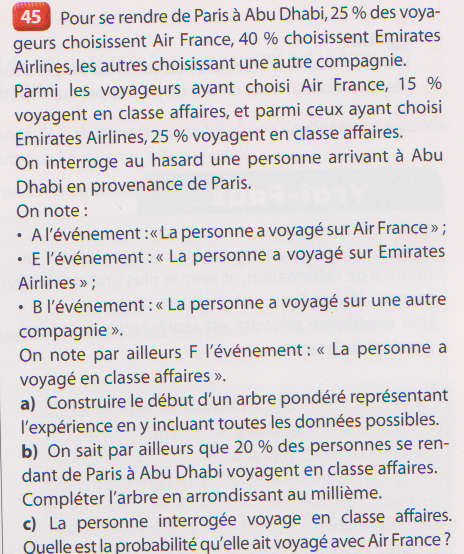 45 Pour se rendre de Paris à Abu Dhabi, 25 % des voya-
geurs choisissent Air France, 40 % choisissent Emirates
Airlines, les autres choisissant une autre compagnie.
Parmi les voyageurs ayant choisi Air France, 15 %
voyagent en classe affaires, et parmi ceux ayant choisi
Emirates Airlines, 25 % voyagent en classe affaires.
On interroge au hasard une personne arrivant à Abu
Dhabi en provenance de Paris.
On note :
• A l'événement : « La personne a voyagé sur Air France » ;
• E l'événement : « La personne a voyagé sur Emirates
Airlines » ;
• B l'événement : « La personne a voyagé sur une autre
compagnie ».
On note par ailleurs F l'événement : « La personne a
voyagé en classe affaires ».
a) Construire le début d'un arbre pondéré représentant
l'expérience en y incluant toutes les données possibles.
b) On sait par ailleurs que 20 % des personnes se ren-
dant de Paris à Abu Dhabi voyagent en classe affaires.
Compléter l'arbre en arrondissant au millième.
c) La personne interrogée voyage en classe affaires.
Quelle est la probabilité qu'elle ait voyagé avec Air France ?